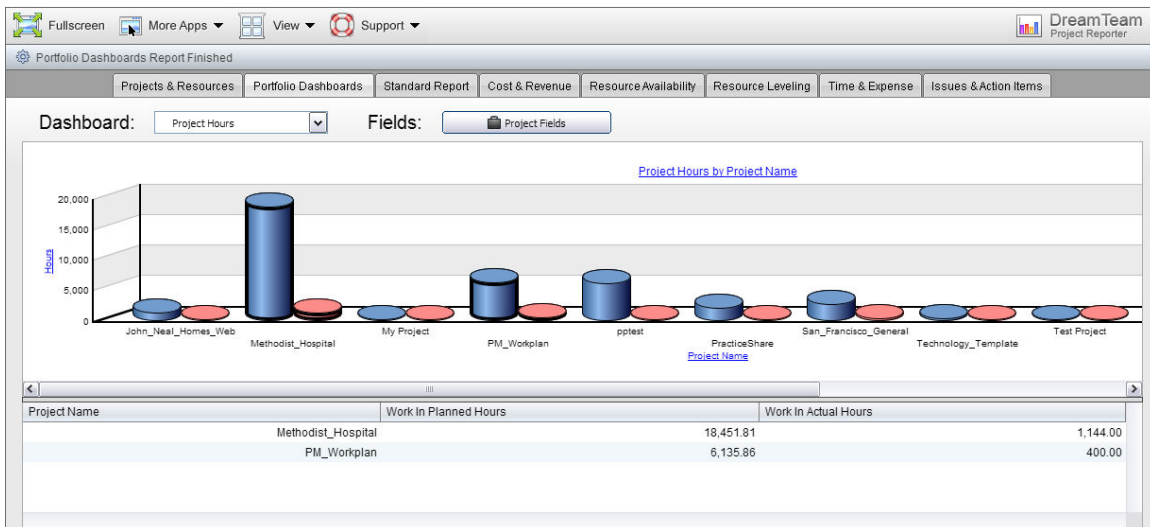 Fullscreen More Apps View Support DreamTeam
Project Reporter
Portfolio Dashboards Report Finished
Projects & Resources Portfolio Dashboards Standard Report Cost & Revenue Resource Availability Resource Leveling Time & Expense Issues & Action Items
Dashboard: Project Hours Fields: Project Fields
Project Hours by Project Name
20,000
15,000
10,000
5,000
0
Hours
John_Neal_Homes_Web My Project pptest San_Francisco_General Test Project
Methodist_Hospital PM_Workplan PracticeShare Technology_Template
Project Name
Project Name Work In Planned Hours Work In Actual Hours
Methodist_Hospital 18,451.81 1,144.00
PM_Workplan 6,135.86 400.00